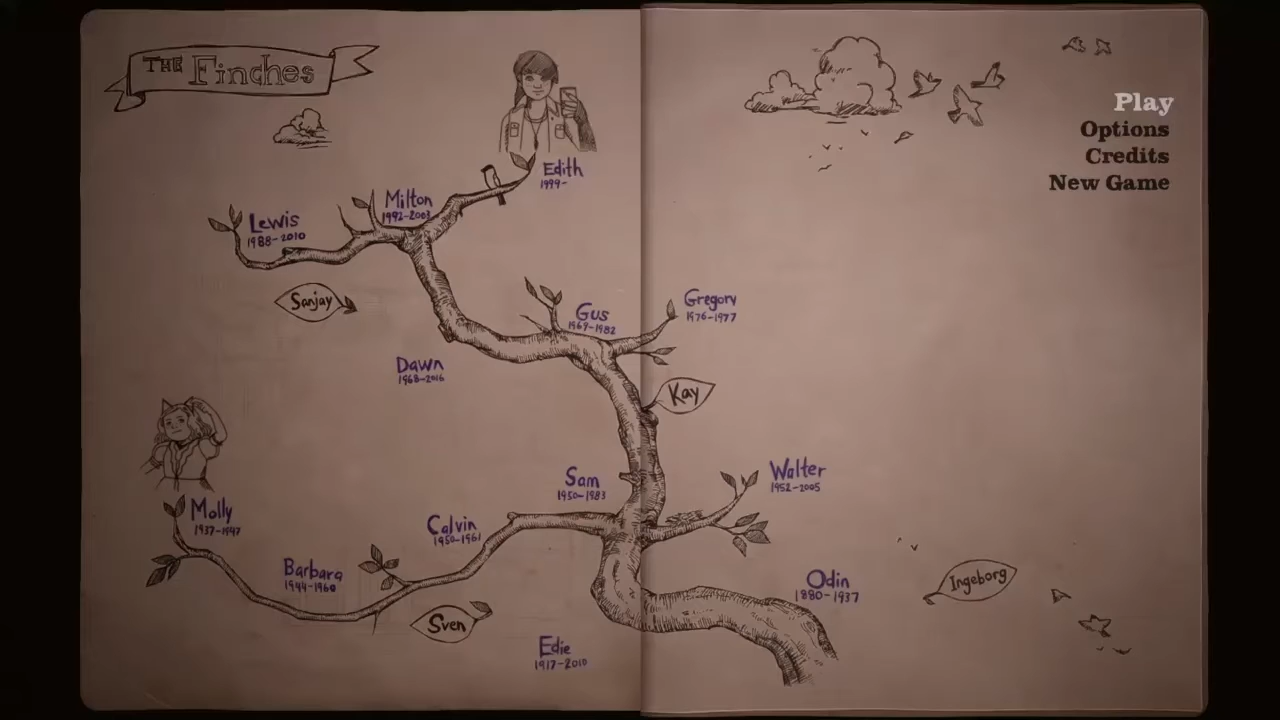 THE Finches
Play
Options
Credits
New Game
Edith
1999-
Milton
1992-2003
Lewis
1988-2010
Sanjay
Gus
1969-1982
Gregory
1976-1977
Dawn
1968-2016
Kay
Sam
1950-1983
Walter
1952-2005
Molly
1937-1947
Calvin
1950-1961
Barbara
1944-1960
Sven
Odin
1880-1937
Ingeborg
Edie
1917-2010